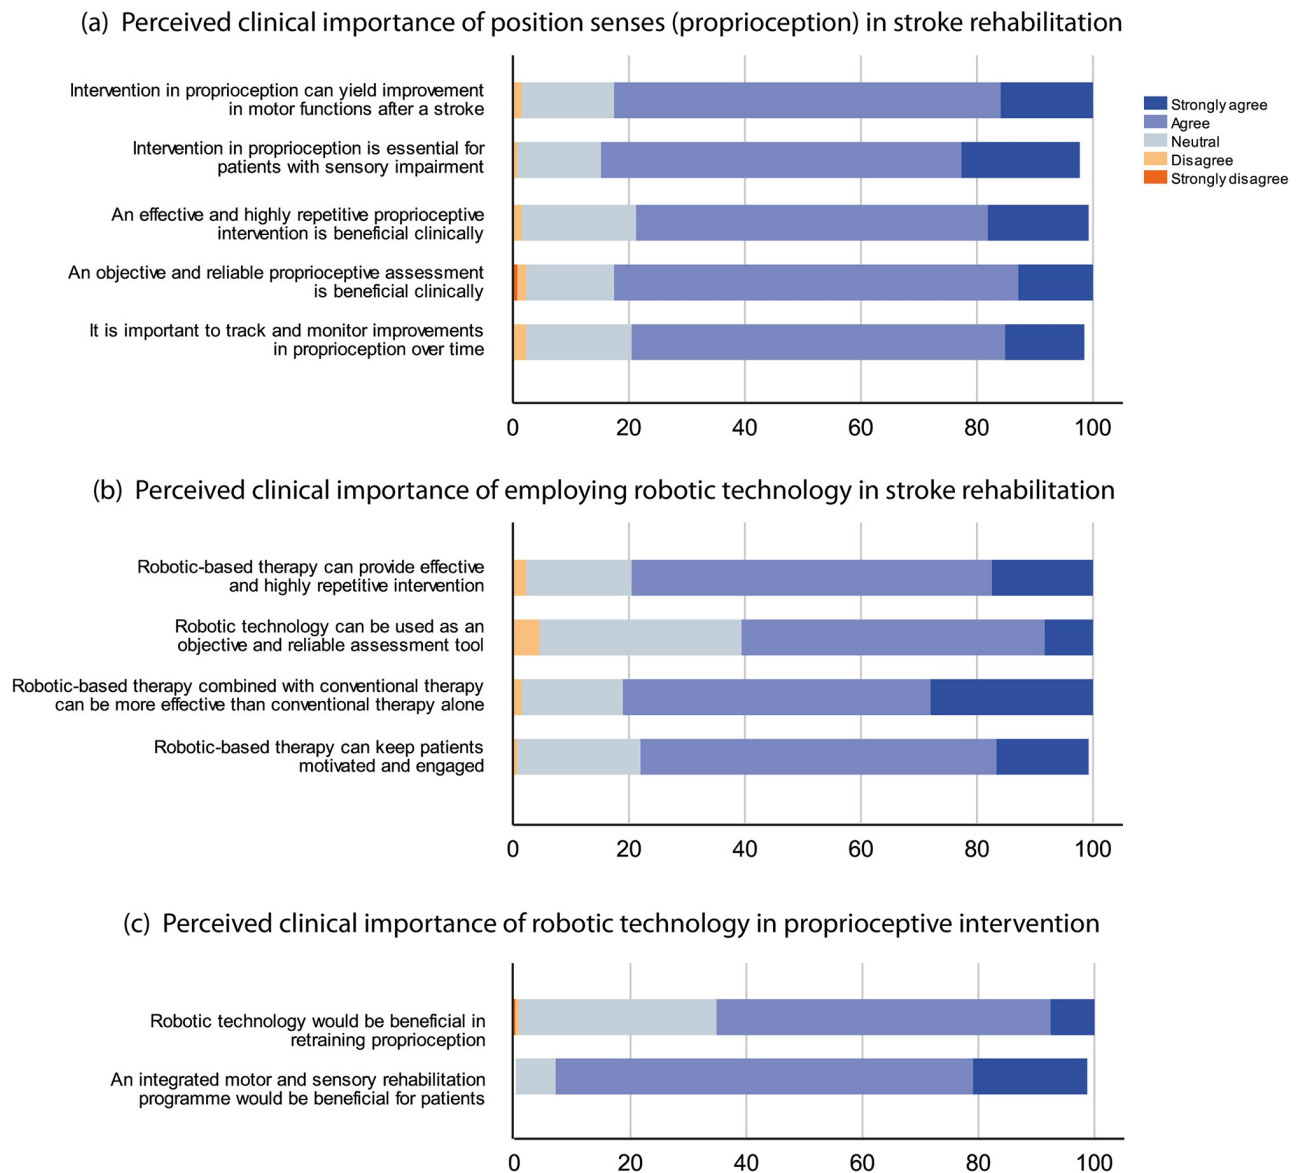 (a) Perceived clinical importance of position senses (proprioception) in stroke rehabilitation
Intervention in proprioception can yield improvement
in motor functions after a stroke
Intervention in proprioception is essential for
patients with sensory impairment
An effective and highly repetitive proprioceptive
intervention is beneficial clinically
An objective and reliable proprioceptive assessment
is beneficial clinically
It is important to track and monitor improvements
in proprioception over time
0 20 40 60 80 100
Strongly agree
Agree
Neutral
Disagree
Strongly disagree
(b) Perceived clinical importance of employing robotic technology in stroke rehabilitation
Robotic-based therapy can provide effective
and highly repetitive intervention
Robotic technology can be used as an
objective and reliable assessment tool
Robotic-based therapy combined with conventional therapy
can be more effective than conventional therapy alone
Robotic-based therapy can keep patients
motivated and engaged
0 20 40 60 80 100
(c) Perceived clinical importance of robotic technology in proprioceptive intervention
Robotic technology would be beneficial in
retraining proprioception
An integrated motor and sensory rehabilitation
programme would be beneficial for patients
0 20 40 60 80 100